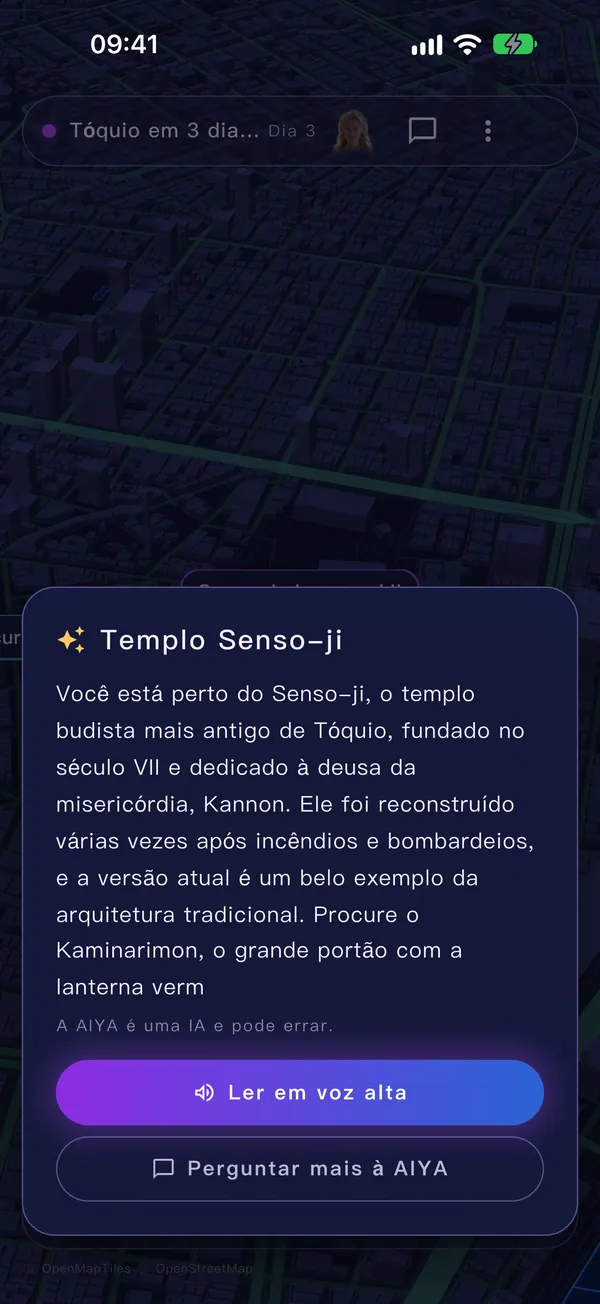 09:41
Tóquio em 3 dia... Dia 3
Templo Senso-ji
Você está perto do Senso-ji, o templo
budista mais antigo de Tóquio, fundado no
século VII e dedicado à deusa da
misericórdia, Kannon. Ele foi reconstruído
várias vezes após incêndios e bombardeios,
e a versão atual é um belo exemplo da
arquitetura tradicional. Procure o
Kaminarimon, o grande portão com a
lanterna verm
A AIYA é uma IA e pode errar.
Ler em voz alta
Perguntar mais à AIYA
OpenMapTiles OpenStreetMap